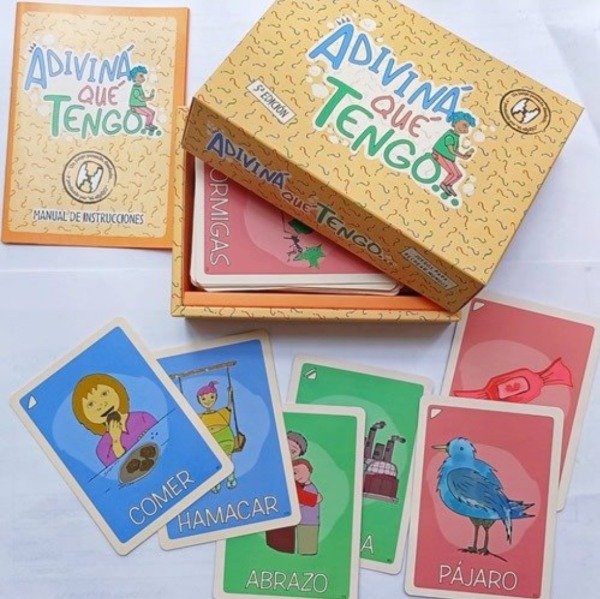 ADIVINÁ
QUÉ
TENGO...
MANUAL DE INSTRUCCIONES
ADIVINÁ
QUÉ
TENGO...
5ª EDICIÓN
ADIVINÁ QUÉ TENGO...
ORMIGAS
COMER
HAMACAR
ABRAZO
A
PÁJARO